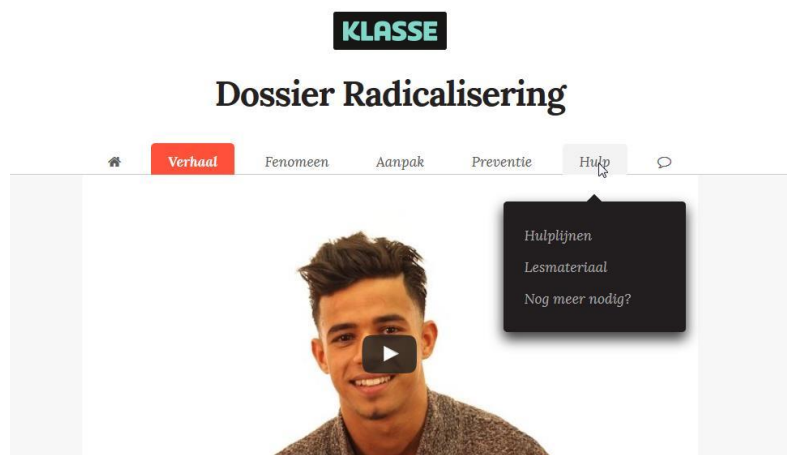 KLASSE
Dossier Radicalisering
Verhaal Fenomeen Aanpak Preventie Hulp
Hulplijnen
Lesmateriaal
Nog meer nodig?